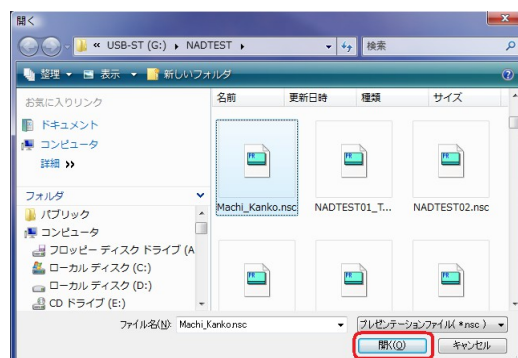 開く
« USB-ST (G:) ▸ NADTEST ▸
検索
整理 ▼ 表示 ▼ 新しいフォルダ
お気に入りリンク
ドキュメント
コンピュータ
詳細 »
フォルダ
パブリック
コンピュータ
フロッピー ディスク ドライブ (A
ローカル ディスク (C:)
ローカル ディスク (D:)
CD ドライブ (E:)
名前 更新日時 種類 サイズ
Machi_Kanko.nsc NADTEST01_T... NADTEST02.nsc
ファイル名(N): Machi_Kanko.nsc
プレゼンテーションファイル( *.nsc )
開く(O) キャンセル